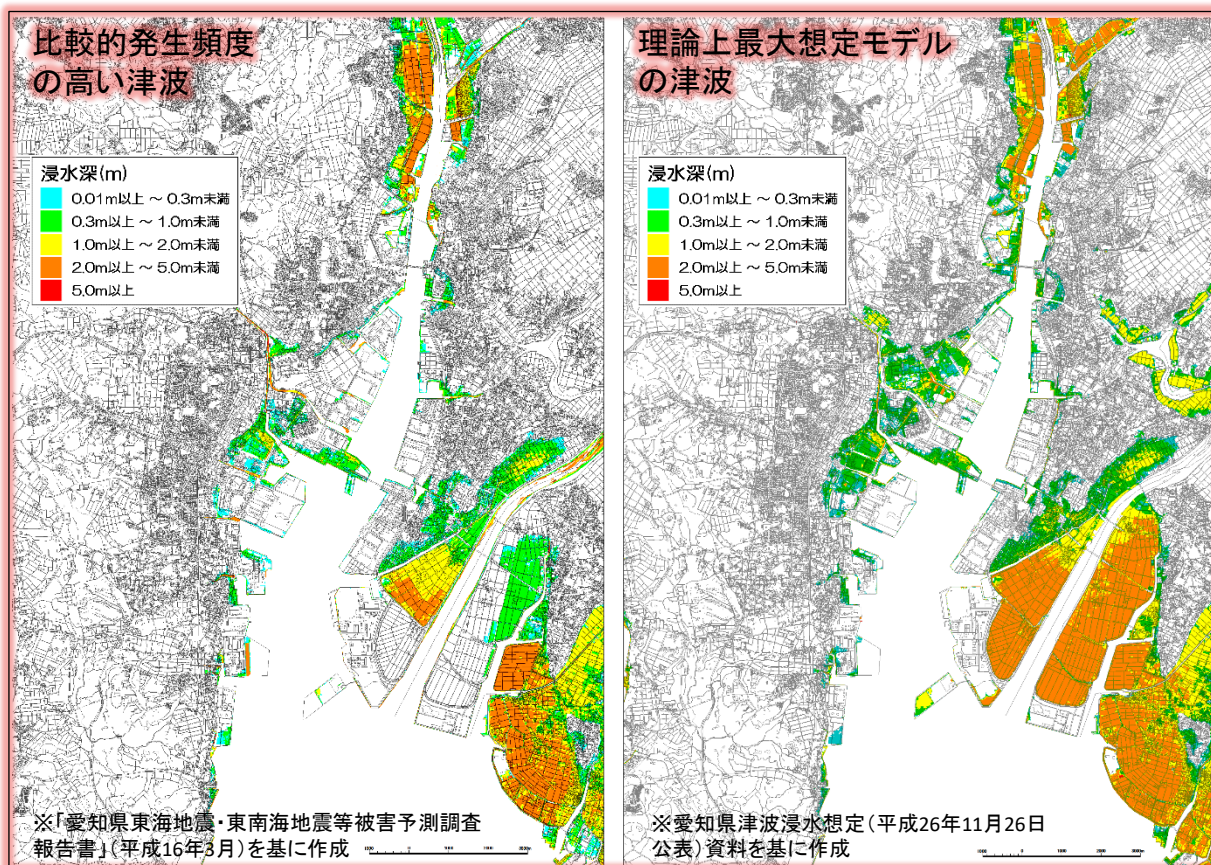 比較的発生頻度
の高い津波
浸水深(m)
0.01m以上 ～ 0.3m未満
0.3m以上 ～ 1.0m未満
1.0m以上 ～ 2.0m未満
2.0m以上 ～ 5.0m未満
5.0m以上
※「愛知県東海地震・東南海地震等被害予測調査
報告書」(平成16年3月)を基に作成
理論上最大想定モデル
の津波
浸水深(m)
0.01m以上 ～ 0.3m未満
0.3m以上 ～ 1.0m未満
1.0m以上 ～ 2.0m未満
2.0m以上 ～ 5.0m未満
5.0m以上
※愛知県津波浸水想定(平成26年11月26日
公表)資料を基に作成